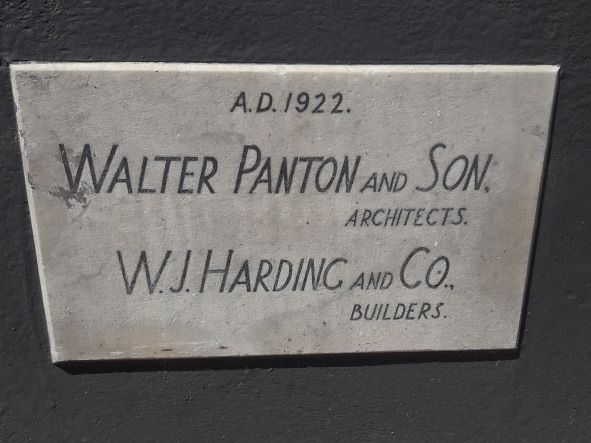 A.D. 1922.
WALTER PANTON AND SON,
ARCHITECTS.
W. J. HARDING AND CO.,
BUILDERS.